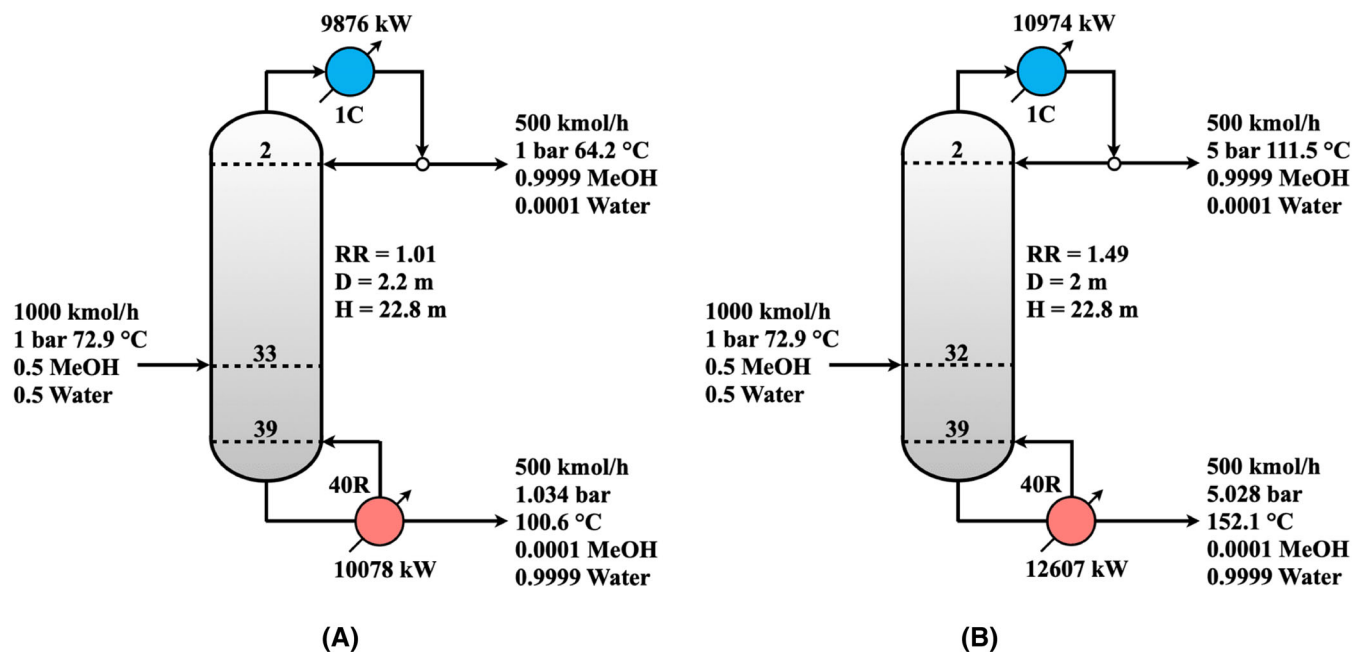 9876 kW
1C
2
500 kmol/h
1 bar 64.2 °C
0.9999 MeOH
0.0001 Water
RR = 1.01
D = 2.2 m
H = 22.8 m
1000 kmol/h
1 bar 72.9 °C
0.5 MeOH
0.5 Water
33
39
40R
10078 kW
500 kmol/h
1.034 bar
100.6 °C
0.0001 MeOH
0.9999 Water
(A)
10974 kW
1C
2
500 kmol/h
5 bar 111.5 °C
0.9999 MeOH
0.0001 Water
RR = 1.49
D = 2 m
H = 22.8 m
1000 kmol/h
1 bar 72.9 °C
0.5 MeOH
0.5 Water
32
39
40R
12607 kW
500 kmol/h
5.028 bar
152.1 °C
0.0001 MeOH
0.9999 Water
(B)